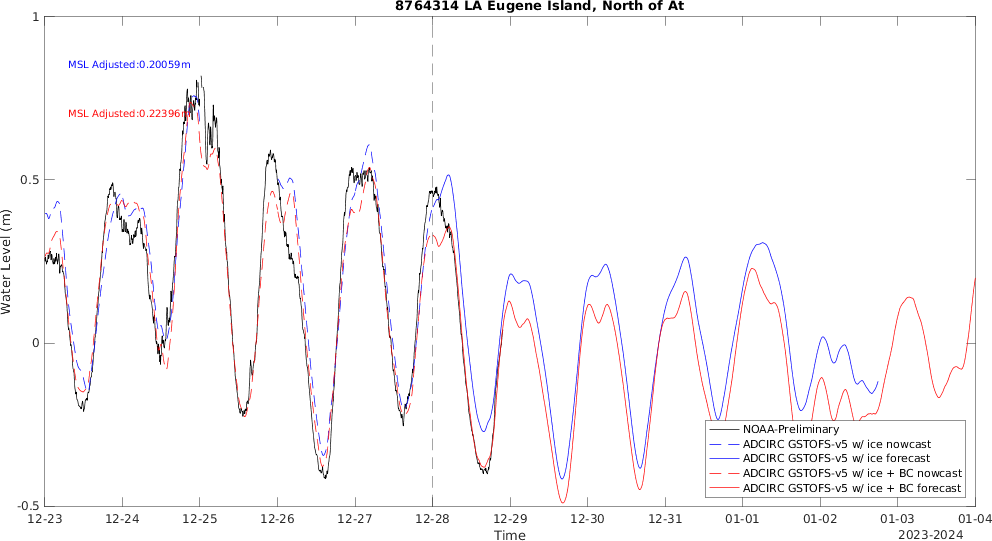 8764314 LA Eugene Island, North of At
1
0.5
0
-0.5
Water Level (m)
MSL Adjusted:0.20059m
MSL Adjusted:0.22396m
NOAA-Preliminary
ADCIRC GSTOFS-v5 w/ ice nowcast
ADCIRC GSTOFS-v5 w/ ice forecast
ADCIRC GSTOFS-v5 w/ ice + BC nowcast
ADCIRC GSTOFS-v5 w/ ice + BC forecast
12-23 12-24 12-25 12-26 12-27 12-28 12-29 12-30 12-31 01-01 01-02 01-03 01-04
Time
2023-2024